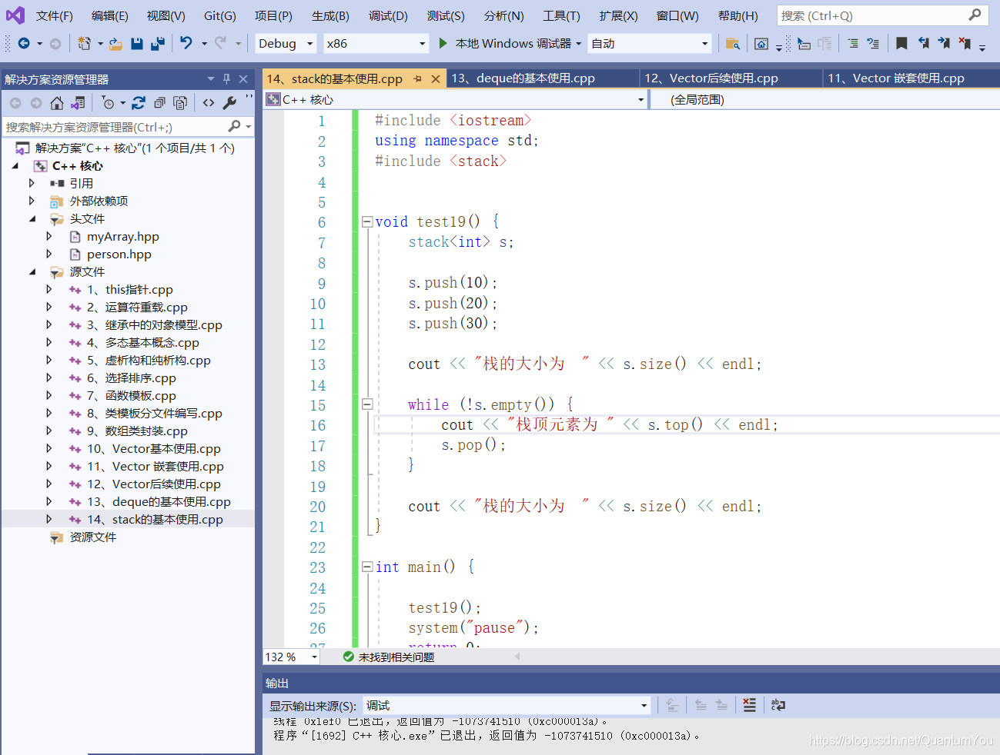 文件(F) 编辑(E) 视图(V) Git(G) 项目(P) 生成(B) 调试(D) 测试(S) 分析(N) 工具(T) 扩展(X) 窗口(W) 帮助(H) 搜索 (Ctrl+Q)
Debug x86 本地 Windows 调试器 自动
解决方案资源管理器
搜索解决方案资源管理器(Ctrl+;)
解决方案"C++ 核心"(1 个项目/共 1 个)
C++ 核心
引用
外部依赖项
头文件
myArray.hpp
person.hpp
源文件
1、this指针.cpp
2、运算符重载.cpp
3、继承中的对象模型.cpp
4、多态基本概念.cpp
5、虚析构和纯析构.cpp
6、选择排序.cpp
7、函数模板.cpp
8、类模板分文件编写.cpp
9、数组类封装.cpp
10、Vector基本使用.cpp
11、Vector 嵌套使用.cpp
12、Vector后续使用.cpp
13、deque的基本使用.cpp
14、stack的基本使用.cpp
资源文件
14、stack的基本使用.cpp 13、deque的基本使用.cpp 12、Vector后续使用.cpp 11、Vector 嵌套使用.cpp
C++ 核心 (全局范围)
1 #include <iostream>
2 using namespace std;
3 #include <stack>
4
5
6 void test19() {
7 stack<int> s;
8
9 s.push(10);
10 s.push(20);
11 s.push(30);
12
13 cout << "栈的大小为 " << s.size() << endl;
14
15 while (!s.empty()) {
16 cout << "栈顶元素为 " << s.top() << endl;
17 s.pop();
18 }
19
20 cout << "栈的大小为 " << s.size() << endl;
21 }
22
23 int main() {
24
25 test19();
26 system("pause");
27 return 0;
132 % 未找到相关问题
输出
显示输出来源(S): 调试
线程 0x1ef0 已退出，返回值为 -1073741510 (0xc000013a)。
程序“[1692] C++ 核心.exe”已退出，返回值为 -1073741510 (0xc000013a)。
https://blog.csdn.net/QuantumYou